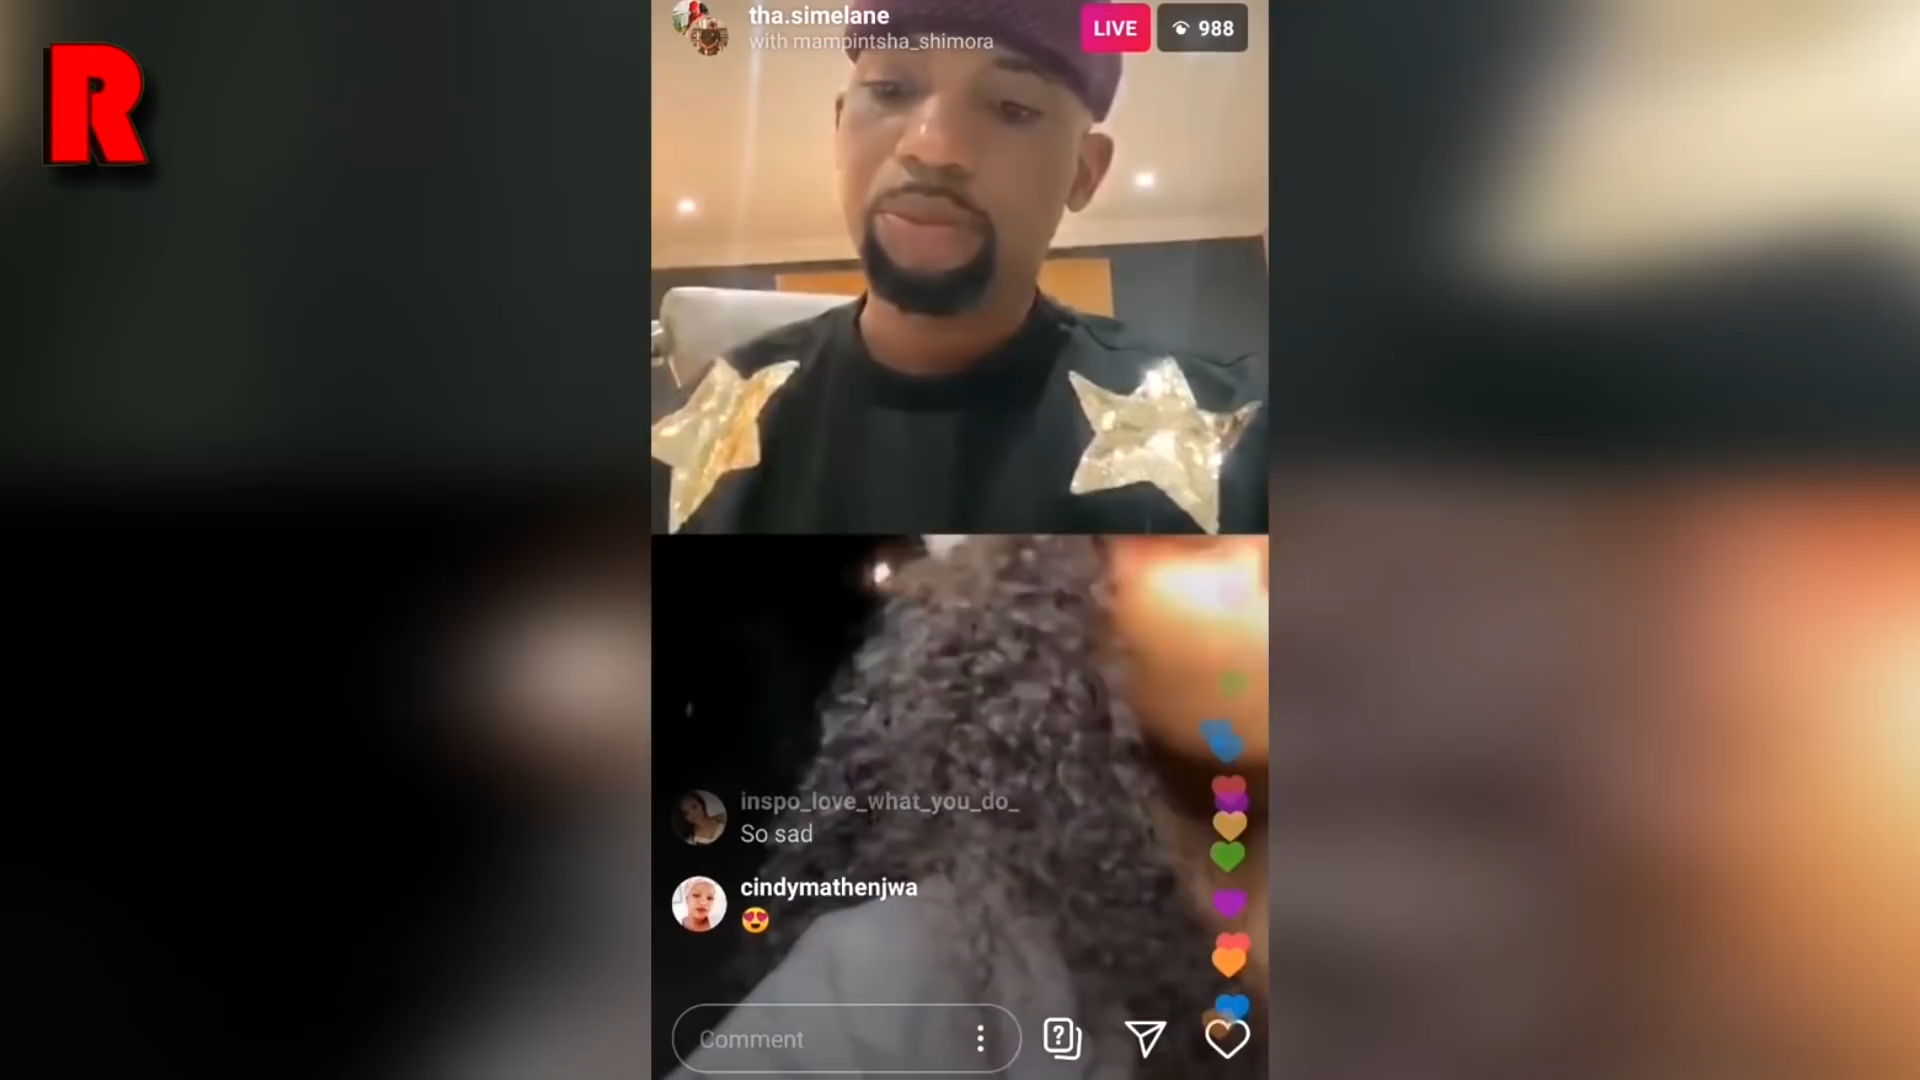 R
tha.simelane
with mampintsha_shimora
LIVE
988
inspo_love_what_you_do_
So sad
cindymathenjwa
😍
Comment